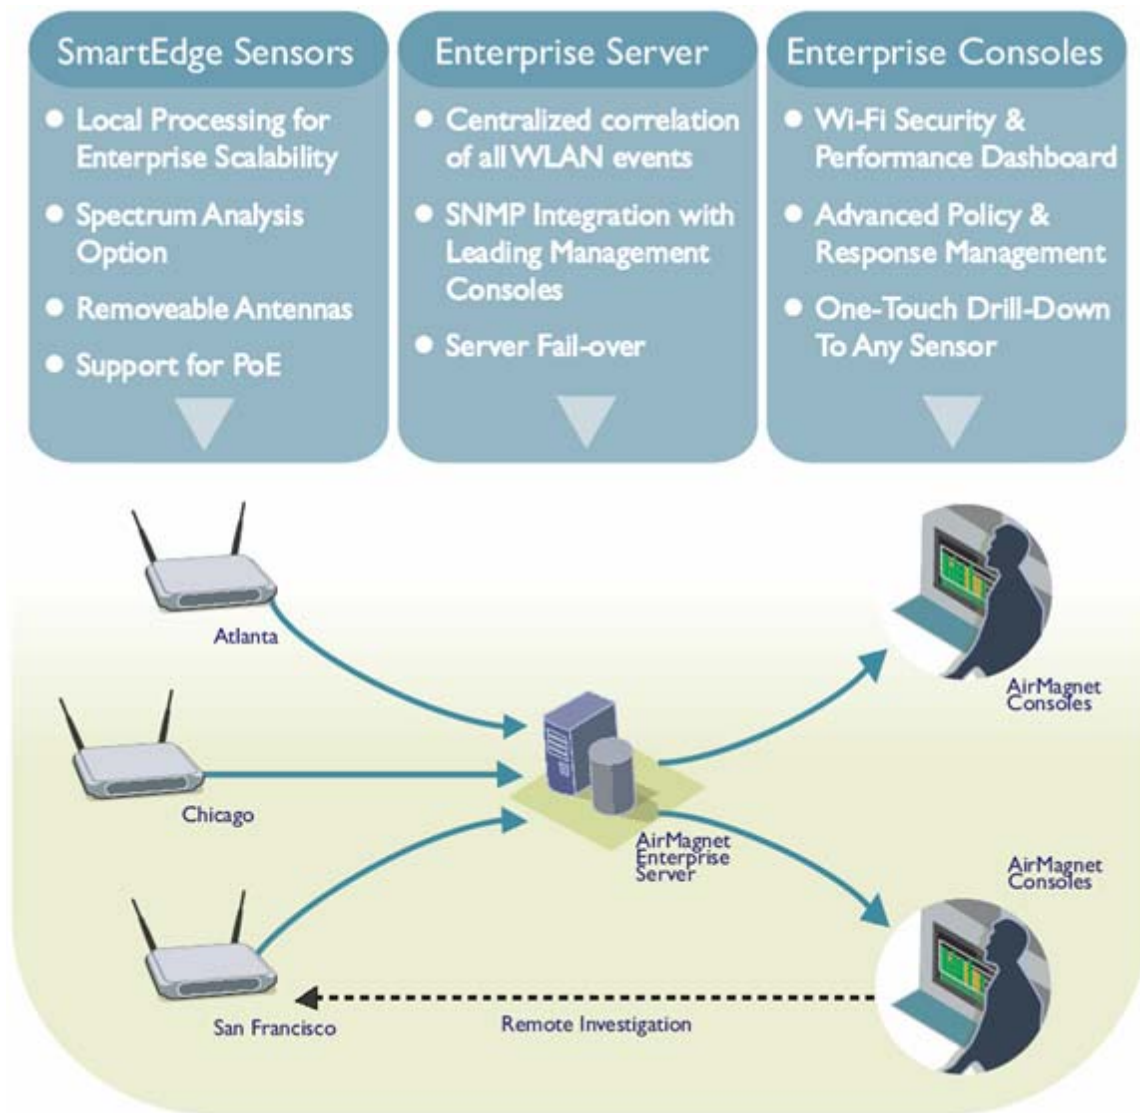 SmartEdge Sensors
Local Processing for
Enterprise Scalability
Spectrum Analysis
Option
Removeable Antennas
Support for PoE
Enterprise Server
Centralized correlation
of all WLAN events
SNMP Integration with
Leading Management
Consoles
Server Fail-over
Enterprise Consoles
Wi-Fi Security &
Performance Dashboard
Advanced Policy &
Response Management
One-Touch Drill-Down
To Any Sensor
Atlanta
Chicago
San Francisco
AirMagnet
Enterprise
Server
AirMagnet
Consoles
AirMagnet
Consoles
Remote Investigation